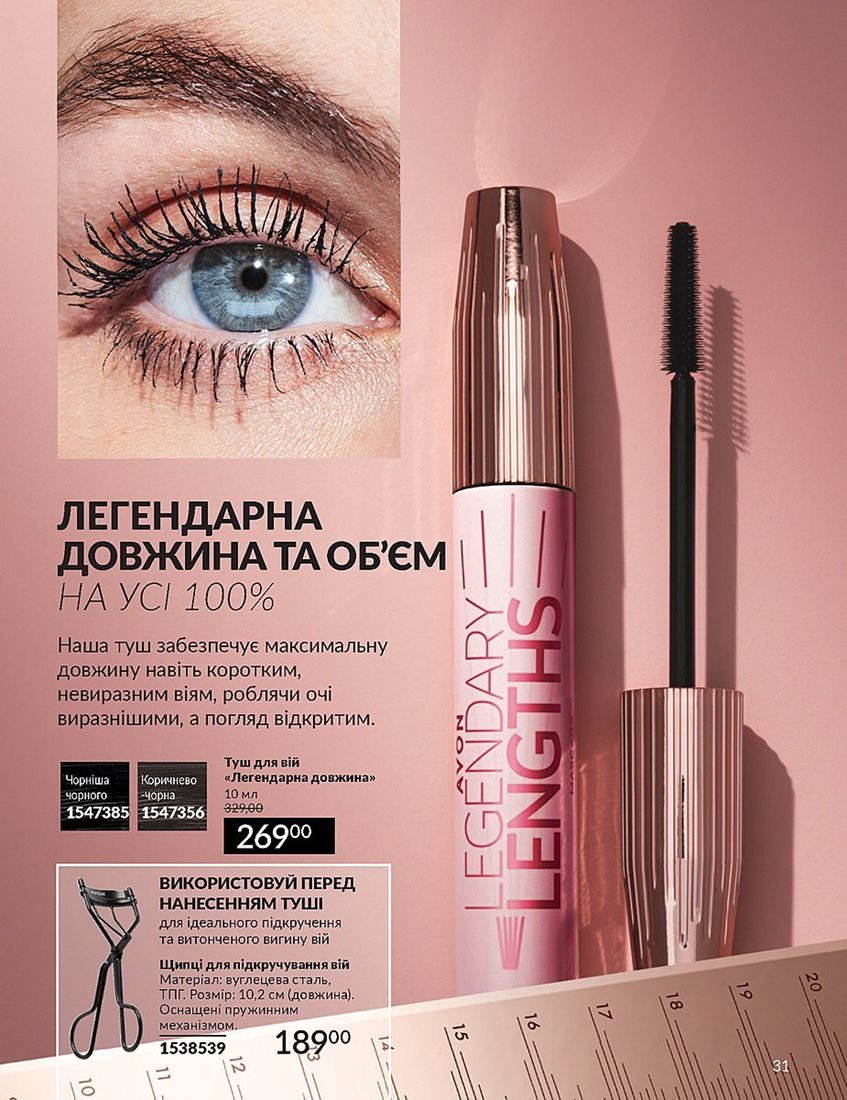 ЛЕГЕНДАРНА
ДОВЖИНА ТА ОБ’ЄМ
НА УСІ 100%
Наша туш забезпечує максимальну
довжину навіть коротким,
невиразним віям, роблячи очі
виразнішими, а погляд відкритим.
Чорніша
чорного
1547385
Коричнево
-чорна
1547356
Туш для вій
«Легендарна довжина»
10 мл
329,00
269⁰⁰
ВИКОРИСТОВУЙ ПЕРЕД
НАНЕСЕННЯМ ТУШІ
для ідеального підкручення
та витонченого вигину вій
Щипці для підкручування вій
Матеріал: вуглецева сталь,
ТПГ. Розмір: 10,2 см (довжина).
Оснащені пружинним
механізмом.
1538539
189⁰⁰
AVON
LEGENDARY
LENGTHS
10
11
12
13
14
15
16
17
18
19
20
31